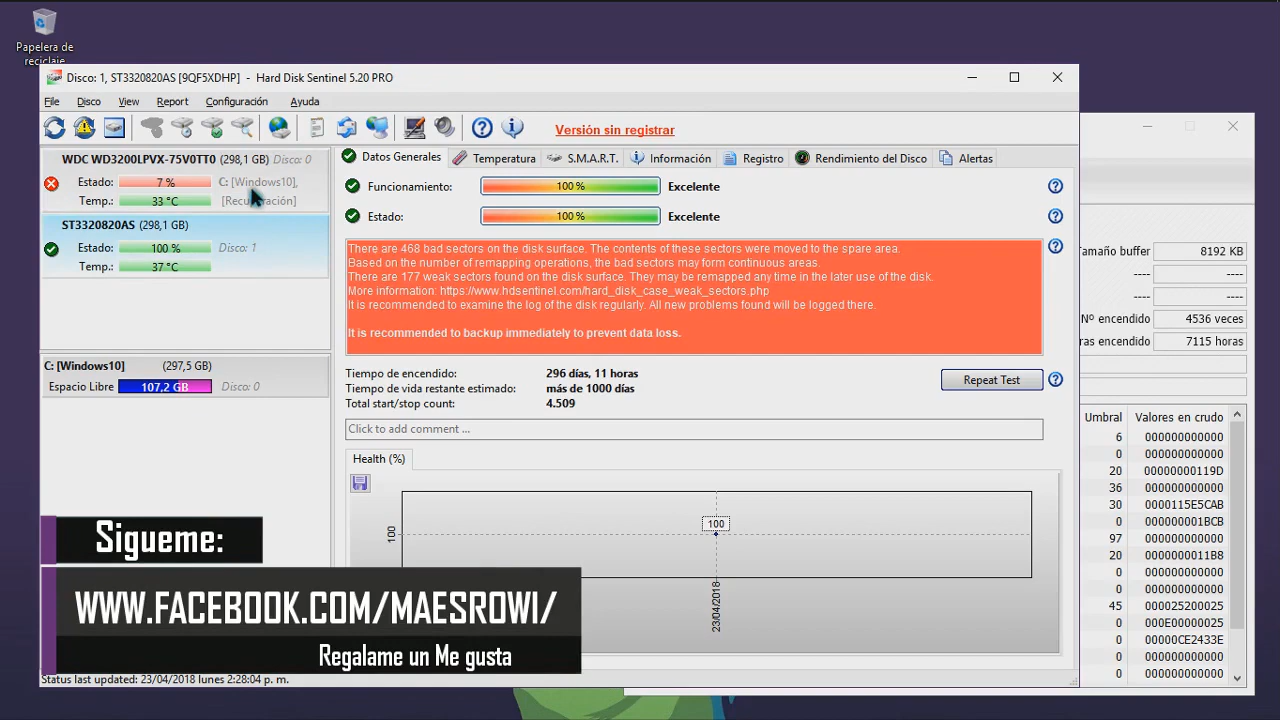 Papelera de
reciclaje
Disco: 1, ST3320820AS [9QF5XDHP] - Hard Disk Sentinel 5.20 PRO
File Disco View Report Configuración Ayuda
Versión sin registrar
WDC WD3200LPVX-75V0TT0 (298,1 GB) Disco: 0
Estado: 7 % C: [Windows10],
Temp.: 33 °C [Recuperación]
ST3320820AS (298,1 GB)
Estado: 100 % Disco: 1
Temp.: 37 °C
C: [Windows10] (297,5 GB)
Espacio Libre 107,2 GB Disco: 0
Datos Generales Temperatura S.M.A.R.T. Información Registro Rendimiento del Disco Alertas
Funcionamiento: 100 % Excelente
Estado: 100 % Excelente
There are 468 bad sectors on the disk surface. The contents of these sectors were moved to the spare area.
Based on the number of remapping operations, the bad sectors may form continuous areas.
There are 177 weak sectors found on the disk surface. They may be remapped any time in the later use of the disk.
More information: https://www.hdsentinel.com/hard_disk_case_weak_sectors.php
It is recommended to examine the log of the disk regularly. All new problems found will be logged there.
It is recommended to backup immediately to prevent data loss.
Tiempo de encendido: 296 días, 11 horas
Tiempo de vida restante estimado: más de 1000 días
Total start/stop count: 4.509
Repeat Test
Click to add comment ...
Health (%)
100
100
23/04/2018
Status last updated: 23/04/2018 lunes 2:28:04 p. m.
Sigueme:
WWW.FACEBOOK.COM/MAESROWI/
Regalame un Me gusta
amaño buffer 8192 KB
----
----
Nº encendido 4536 veces
ras encendido 7115 horas
Umbral Valores en crudo
6 000000000000
0 000000000000
20 00000000119D
36 000000000000
30 0000115E5CAB
0 000000001BCB
97 000000000000
20 0000000011B8
0 000000000000
0 000000000000
45 000025200025
0 000E00000025
0 00000CE2433E
0 000000000000